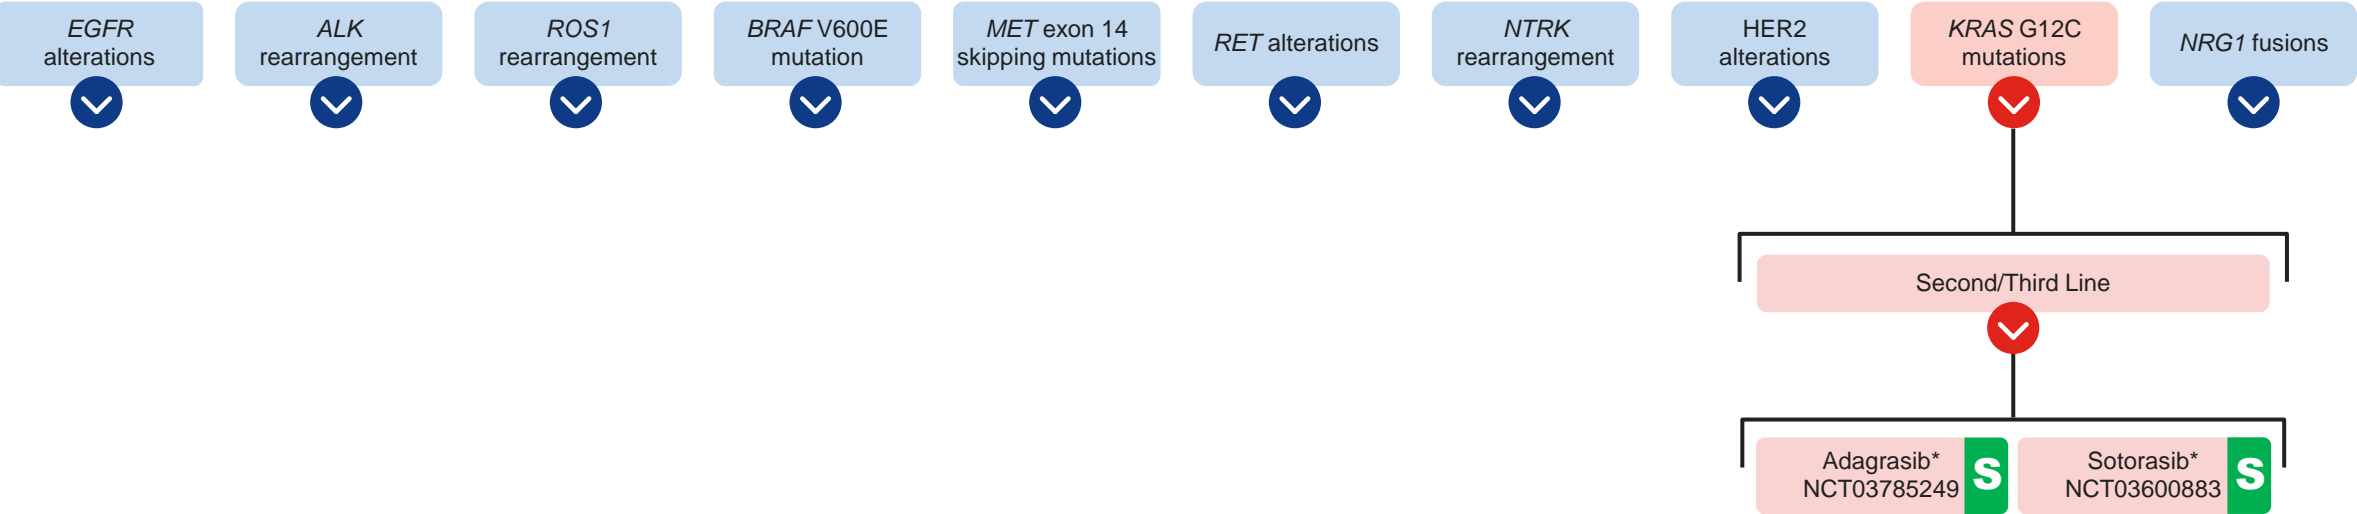 EGFR
alterations
ALK
rearrangement
ROS1
rearrangement
BRAF V600E
mutation
MET exon 14
skipping mutations
RET alterations
NTRK
rearrangement
HER2
alterations
KRAS G12C
mutations
NRG1 fusions
Second/Third Line
Adagrasib*
NCT03785249
S
Sotorasib*
NCT03600883
S